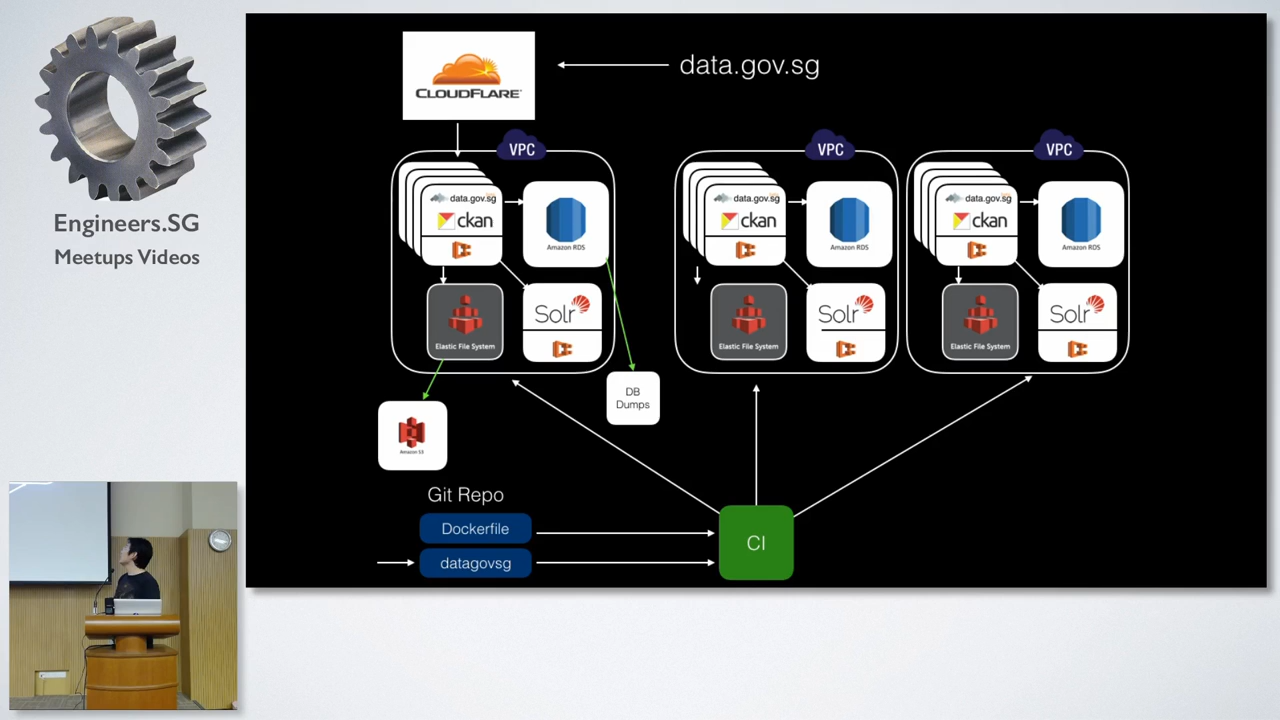 Engineers.SG
Meetups Videos
CLOUDFLARE
data.gov.sg
VPC
data.gov.sg
ckan
Amazon RDS
Elastic File System
Solr
VPC
data.gov.sg
ckan
Amazon RDS
Elastic File System
Solr
VPC
data.gov.sg
ckan
Amazon RDS
Elastic File System
Solr
Amazon S3
DB
Dumps
Git Repo
Dockerfile
datagovsg
CI